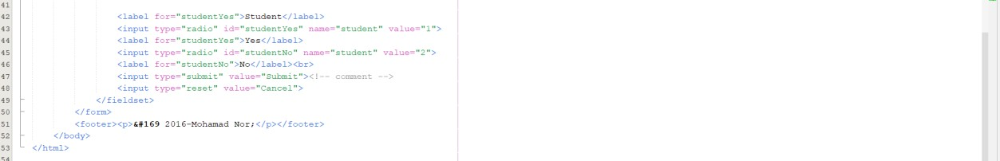 41
42 <label for="studentYes">Student</label>
43 <input type="radio" id="studentYes" name="student" value="1">
44 <label for="studentYes">Yes</label>
45 <input type="radio" id="studentNo" name="student" value="2">
46 <label for="studentNo">No</label><br>
47 <input type="submit" value="Submit"><!-- comment -->
48 <input type="reset" value="Cancel">
49 </fieldset>
50 </form>
51 <footer><p>&#169 2016-Mohamad Nor;</p></footer>
52 </body>
53 </html>
54